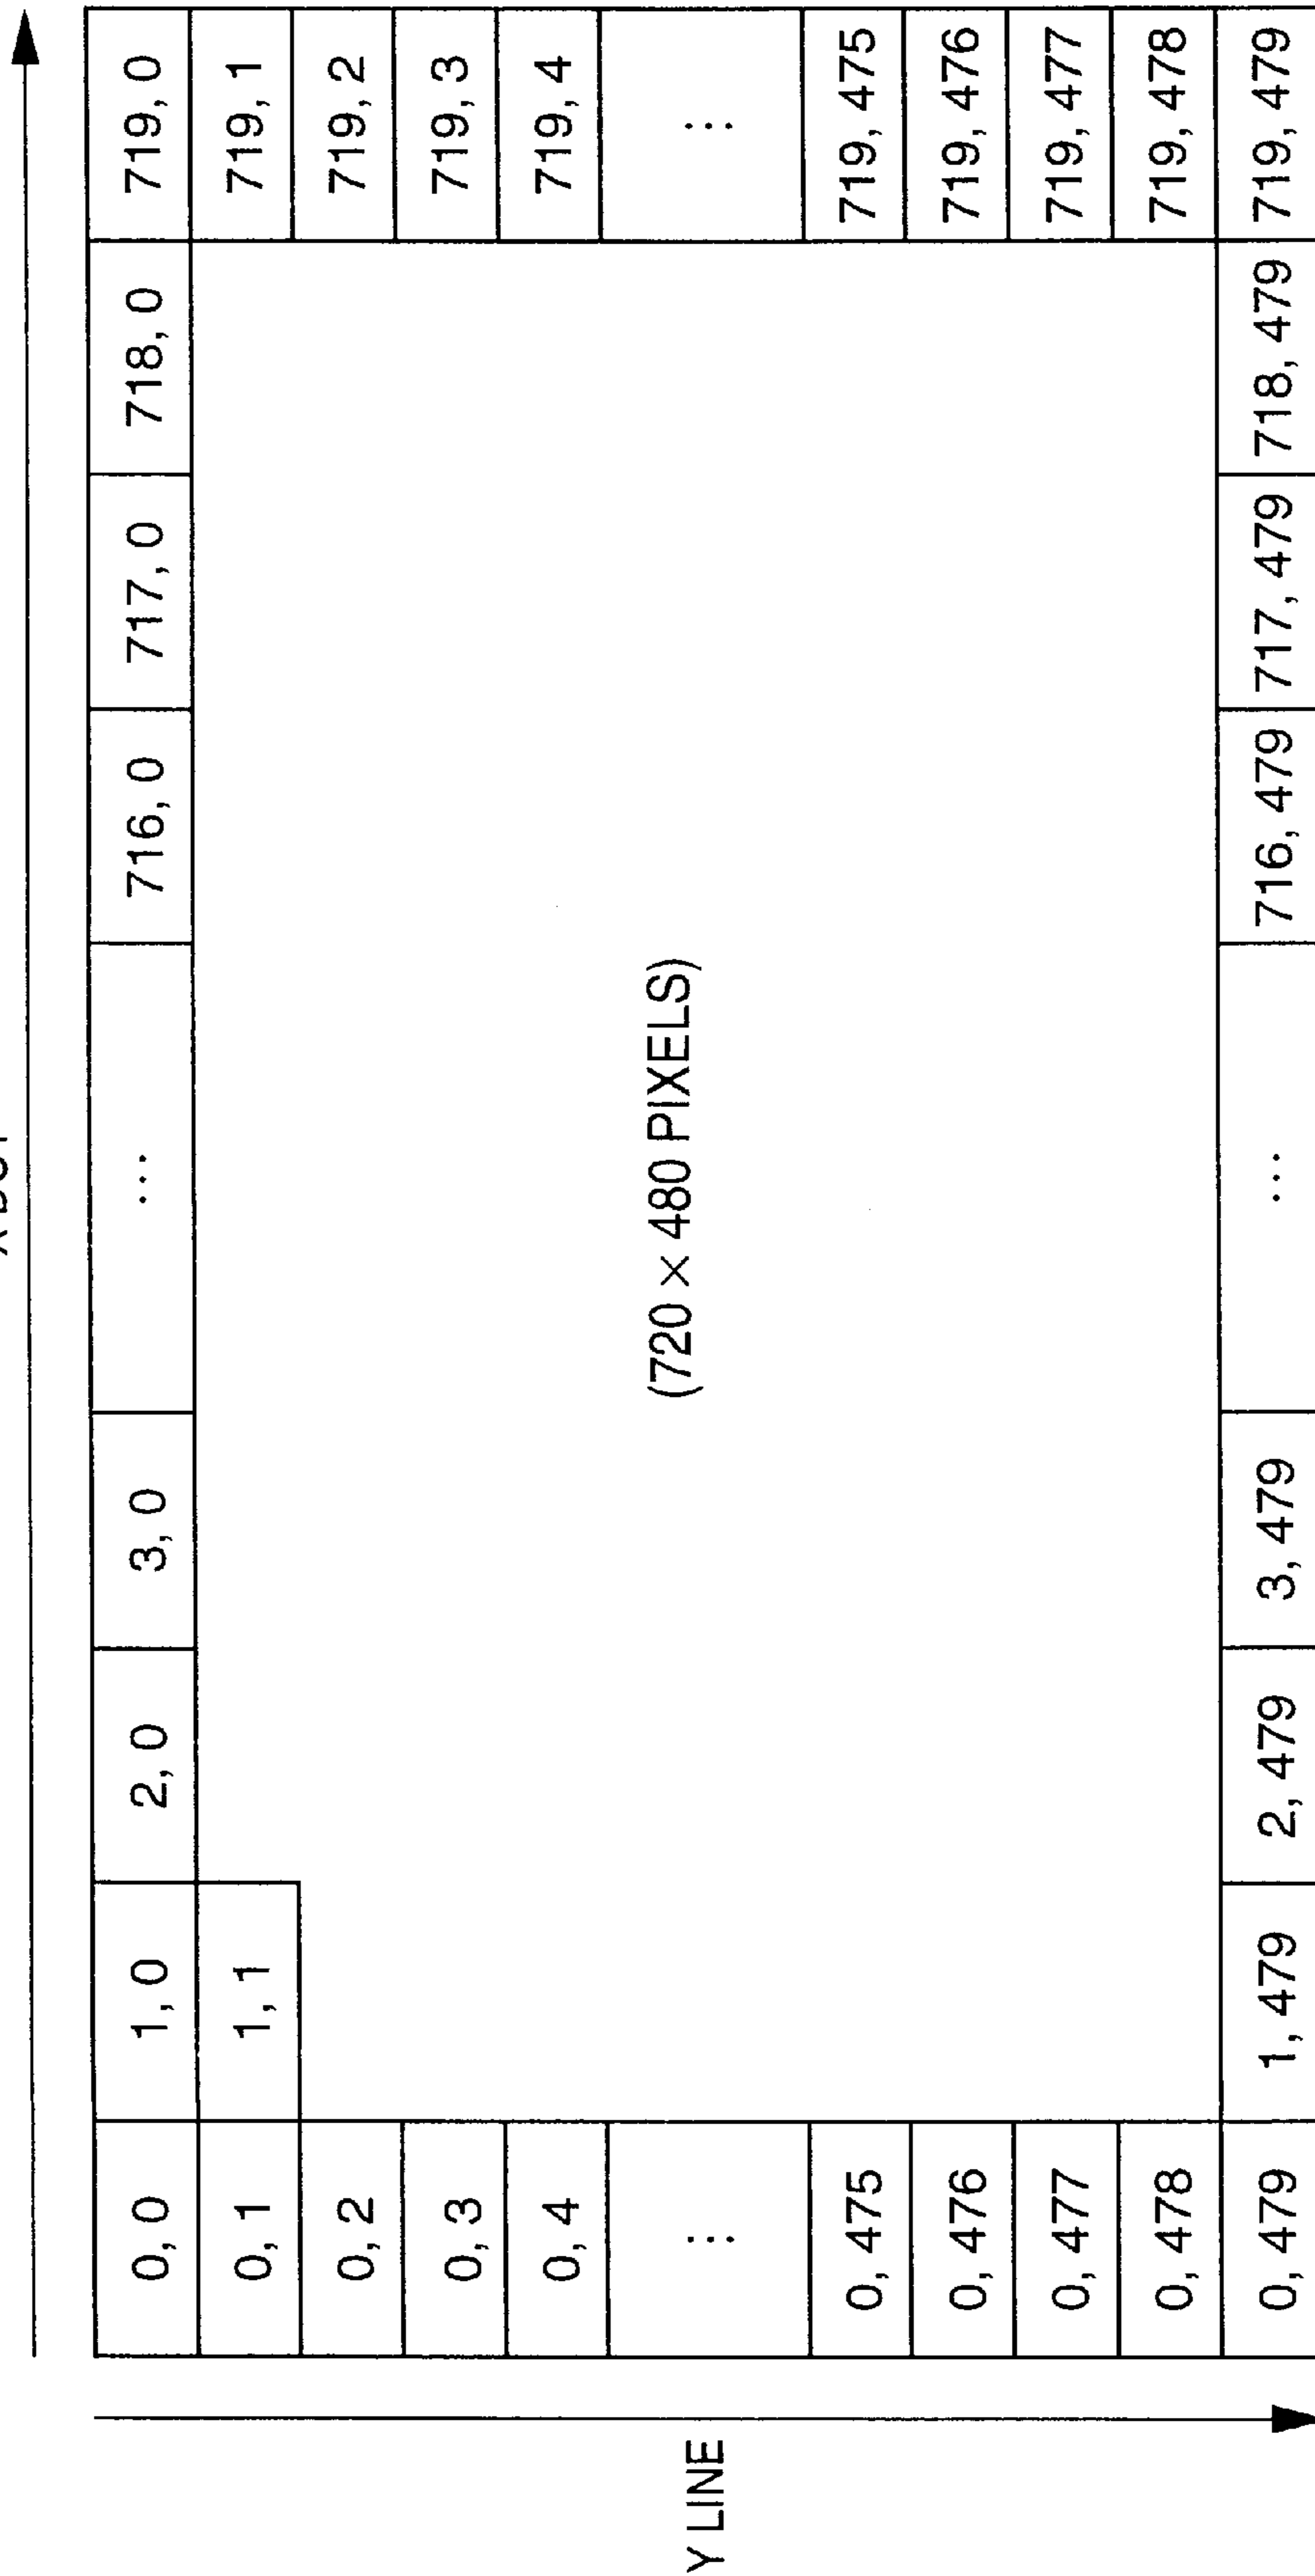 0, 0 1, 0 2, 0 3, 0 ... 716, 0 717, 0 718, 0 719, 0
0, 1 1, 1 719, 1
0, 2 719, 2
0, 3 719, 3
0, 4 719, 4
Y LINE ... (720 × 480 PIXELS) ...
0, 475 719, 475
0, 476 719, 476
0, 477 719, 477
0, 478 719, 478
0, 479 1, 479 2, 479 3, 479 ... 716, 479 717, 479 718, 479 719, 479